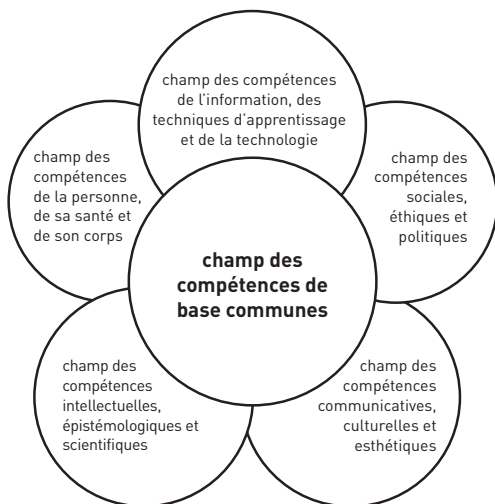 champ des compétences
de l'information, des
techniques d'apprentissage
et de la technologie
champ des
compétences
de la personne,
de sa santé et
de son corps
champ des
compétences
sociales,
éthiques et
politiques
champ des
compétences de
base communes
champ des
compétences
intellectuelles,
épistémologiques et
scientifiques
champ des
compétences
communicatives,
culturelles et
esthétiques